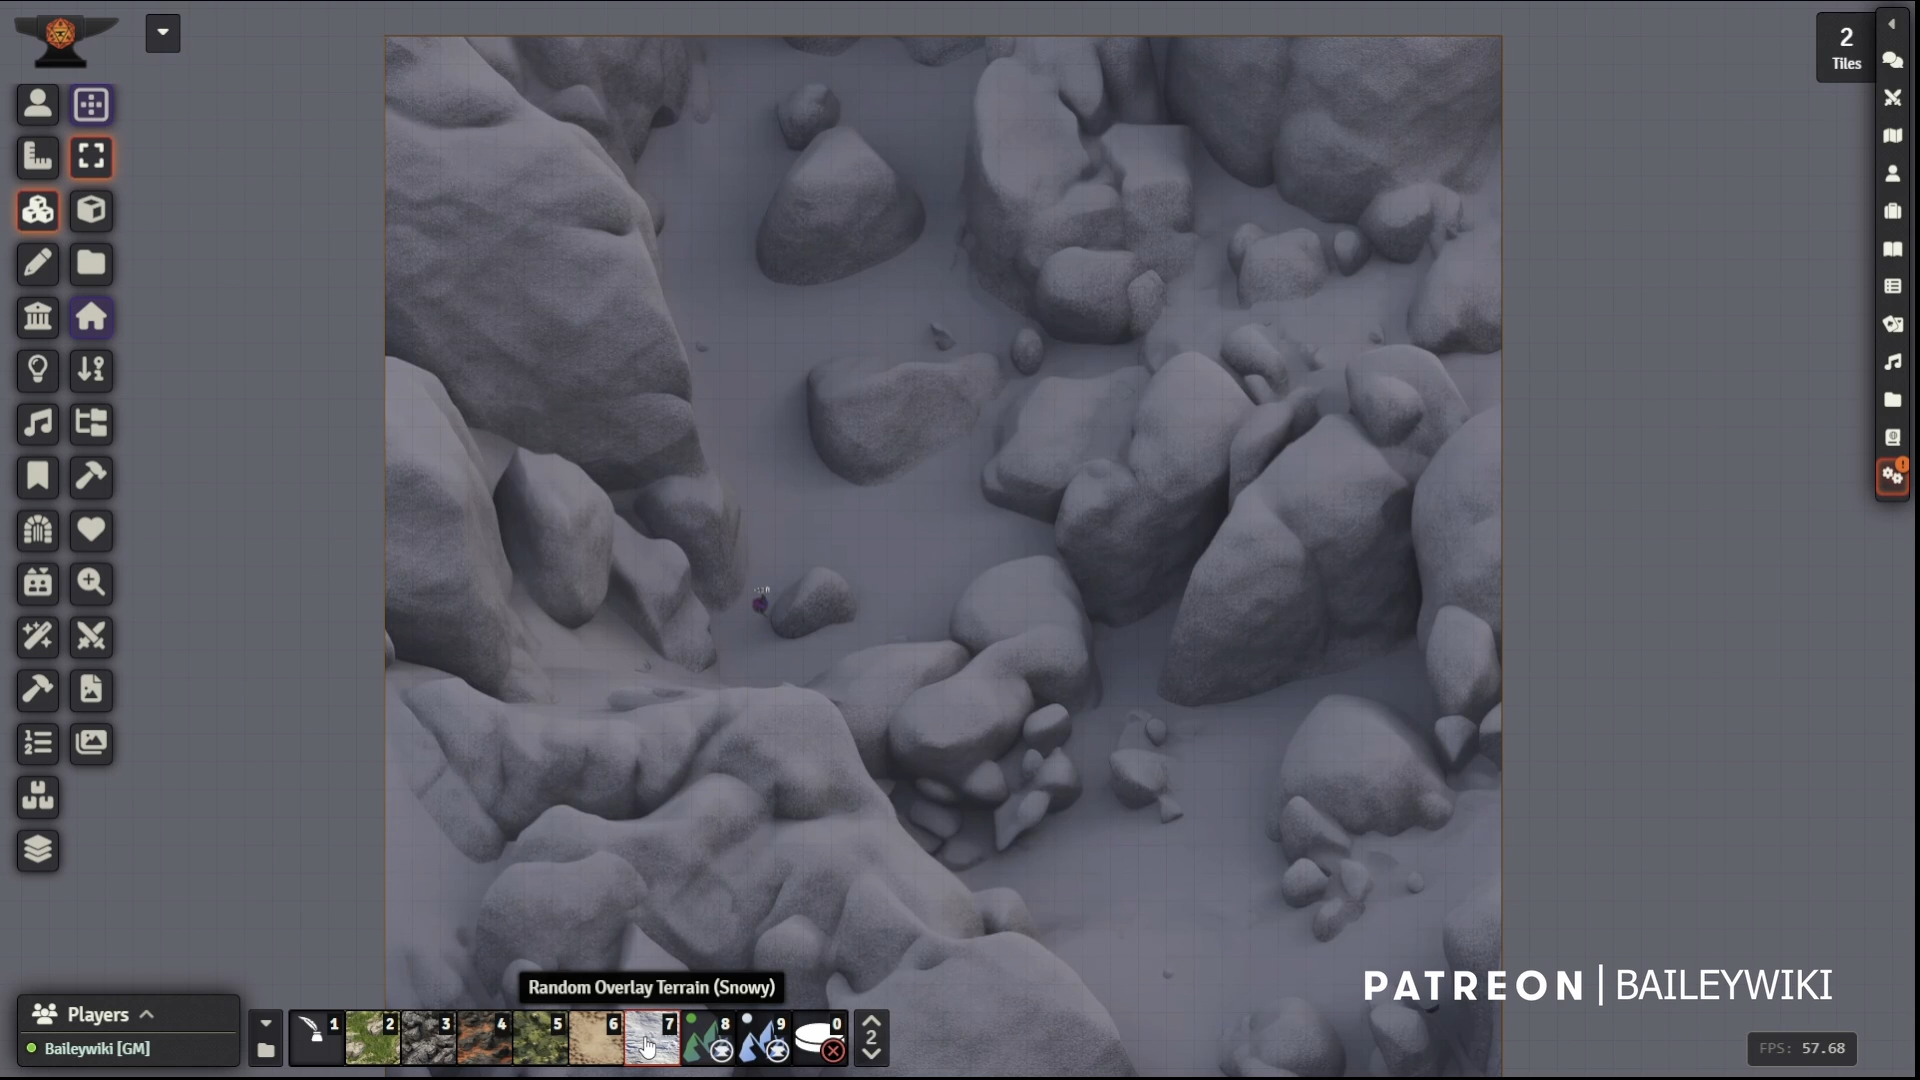 2
Tiles
PATREON | BAILEYWIKI
Random Overlay Terrain (Snowy)
Players
Baileywiki [GM]
1 2 3 4 5 6 7 8 9 0
2
FPS: 57.68